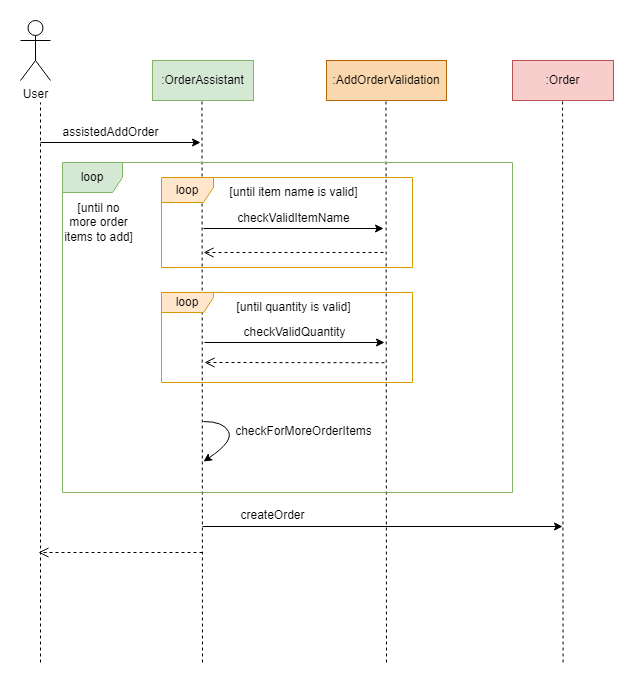 User
:OrderAssistant
:AddOrderValidation
:Order
assistedAddOrder
loop
[until no
more order
items to add]
loop
[until item name is valid]
checkValidItemName
loop
[until quantity is valid]
checkValidQuantity
checkForMoreOrderItems
createOrder